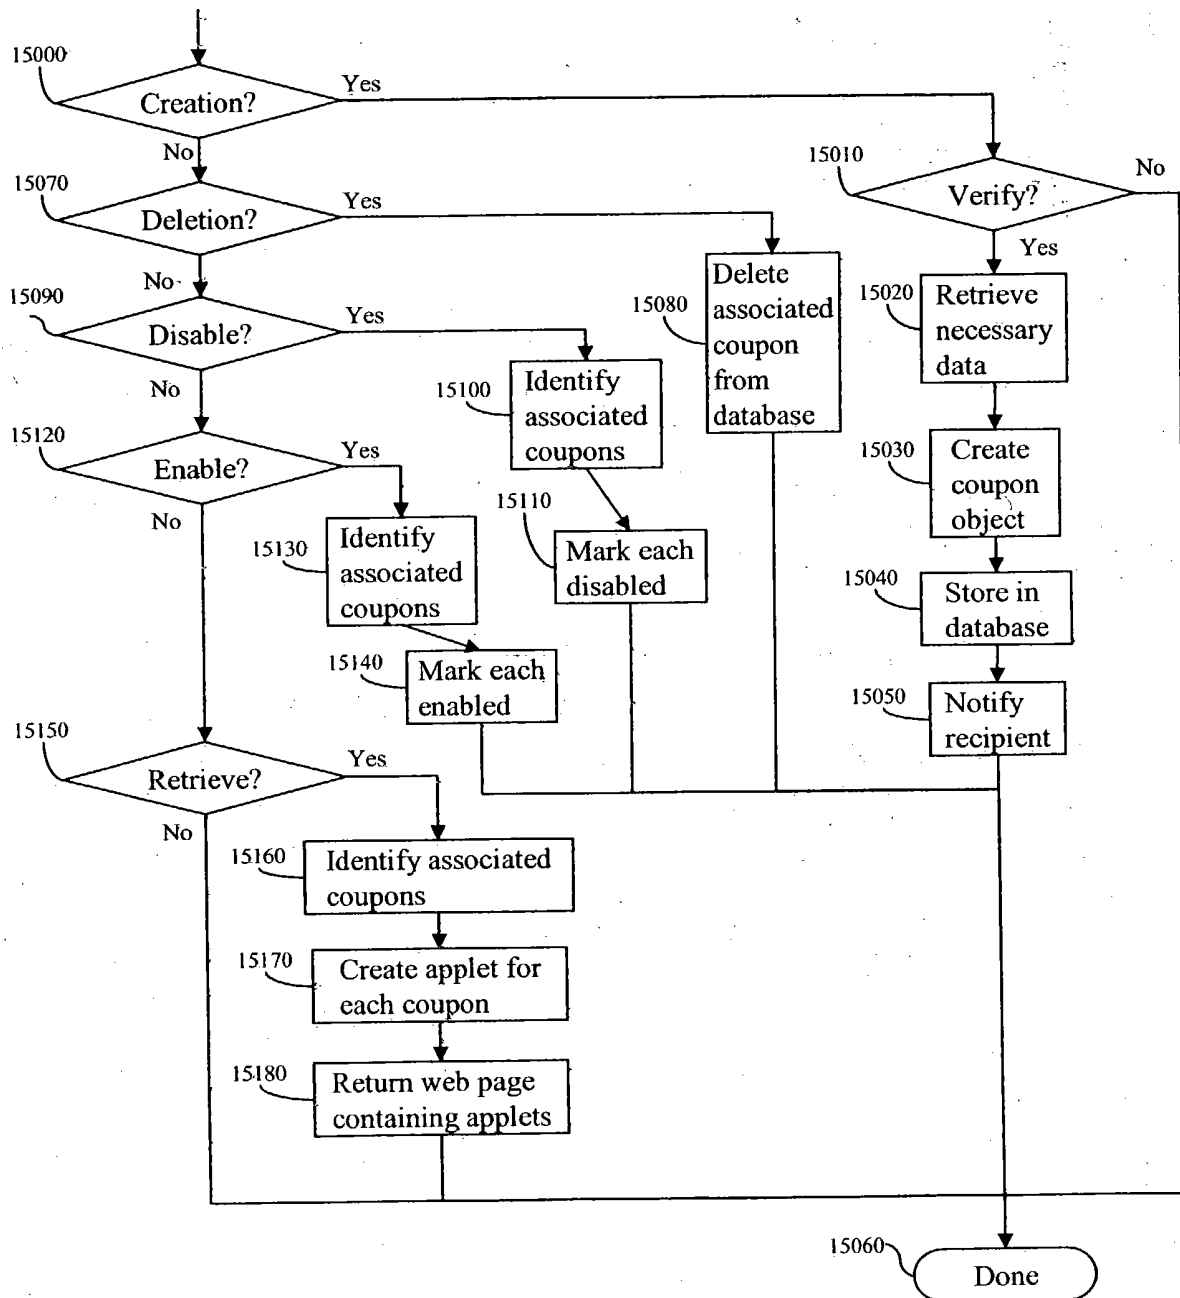 15000
Creation?
Yes
No
15010
Verify?
No
Yes
15070
Deletion?
Yes
No
15080
Delete
associated
coupon
from
database
15020
Retrieve
necessary
data
15090
Disable?
Yes
No
15100
Identify
associated
coupons
15030
Create
coupon
object
15120
Enable?
Yes
No
15110
Mark each
disabled
15130
Identify
associated
coupons
15040
Store in
database
15140
Mark each
enabled
15050
Notify
recipient
15150
Retrieve?
Yes
No
15160
Identify associated
coupons
15170
Create applet for
each coupon
15180
Return web page
containing applets
15060
Done